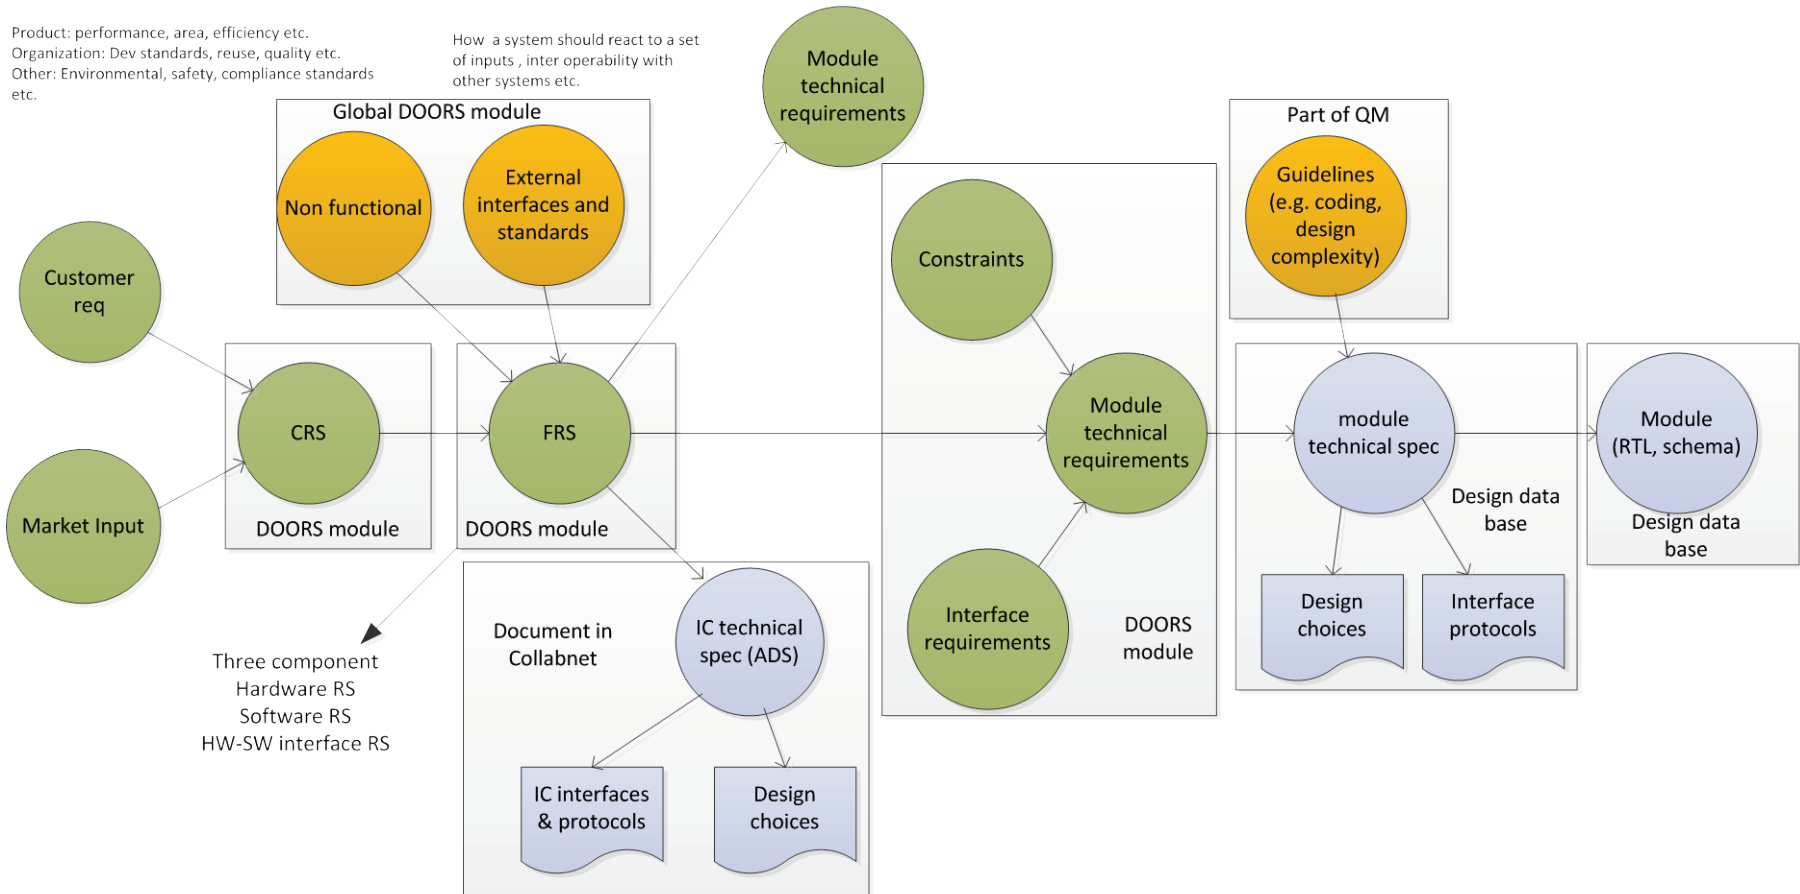 Product: performance, area, efficiency etc.
Organization: Dev standards, reuse, quality etc.
Other: Environmental, safety, compliance standards
etc.
How a system should react to a set
of inputs , inter operability with
other systems etc.
Module
technical
requirements
Global DOORS module
Non functional
External
interfaces and
standards
Part of QM
Guidelines
(e.g. coding,
design
complexity)
Customer
req
Market Input
CRS
DOORS module
FRS
DOORS module
Constraints
Module
technical
requirements
Interface
requirements
DOORS
module
module
technical spec
Design data
base
Design
choices
Interface
protocols
Module
(RTL, schema)
Design data
base
Three component
Hardware RS
Software RS
HW-SW interface RS
Document in
Collabnet
IC technical
spec (ADS)
IC interfaces
& protocols
Design
choices